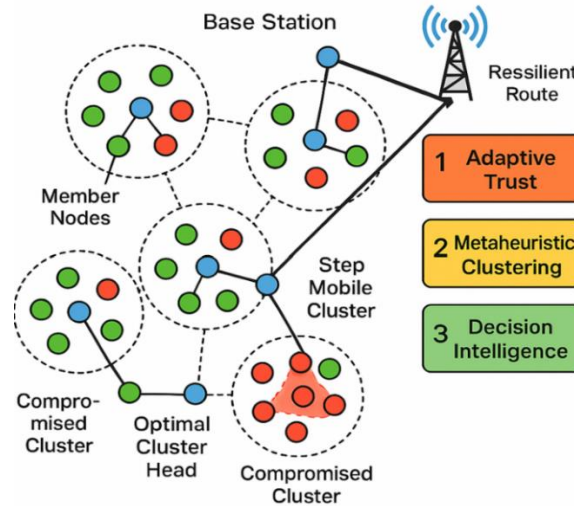 Base Station
Ressilient
Route
1 Adaptive
Trust
Member
Nodes
2 Metaheuristic
Clustering
Step
Mobile
Cluster
3 Decision
Intelligence
Compro-
mised
Cluster
Optimal
Cluster
Head
Compromised
Cluster